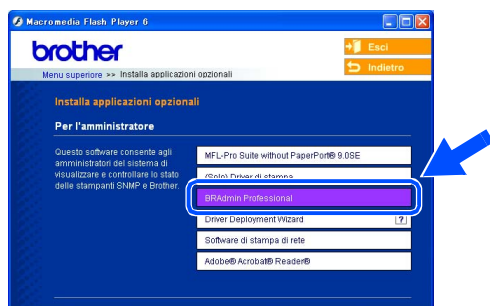 Macromedia Flash Player 6
brother
Esci
Indietro
Menu superiore >> Installa applicazioni opzionali
Installa applicazioni opzionali
Per l'amministratore
Questo software consente agli
amministratori del sistema di
visualizzare e controllare lo stato
delle stampanti SNMP e Brother.
MFL-Pro Suite without PaperPort® 9.0SE
(Solo) Driver di stampa
BRAdmin Professional
Driver Deployment Wizard
?
Software di stampa di rete
Adobe® Acrobat® Reader®